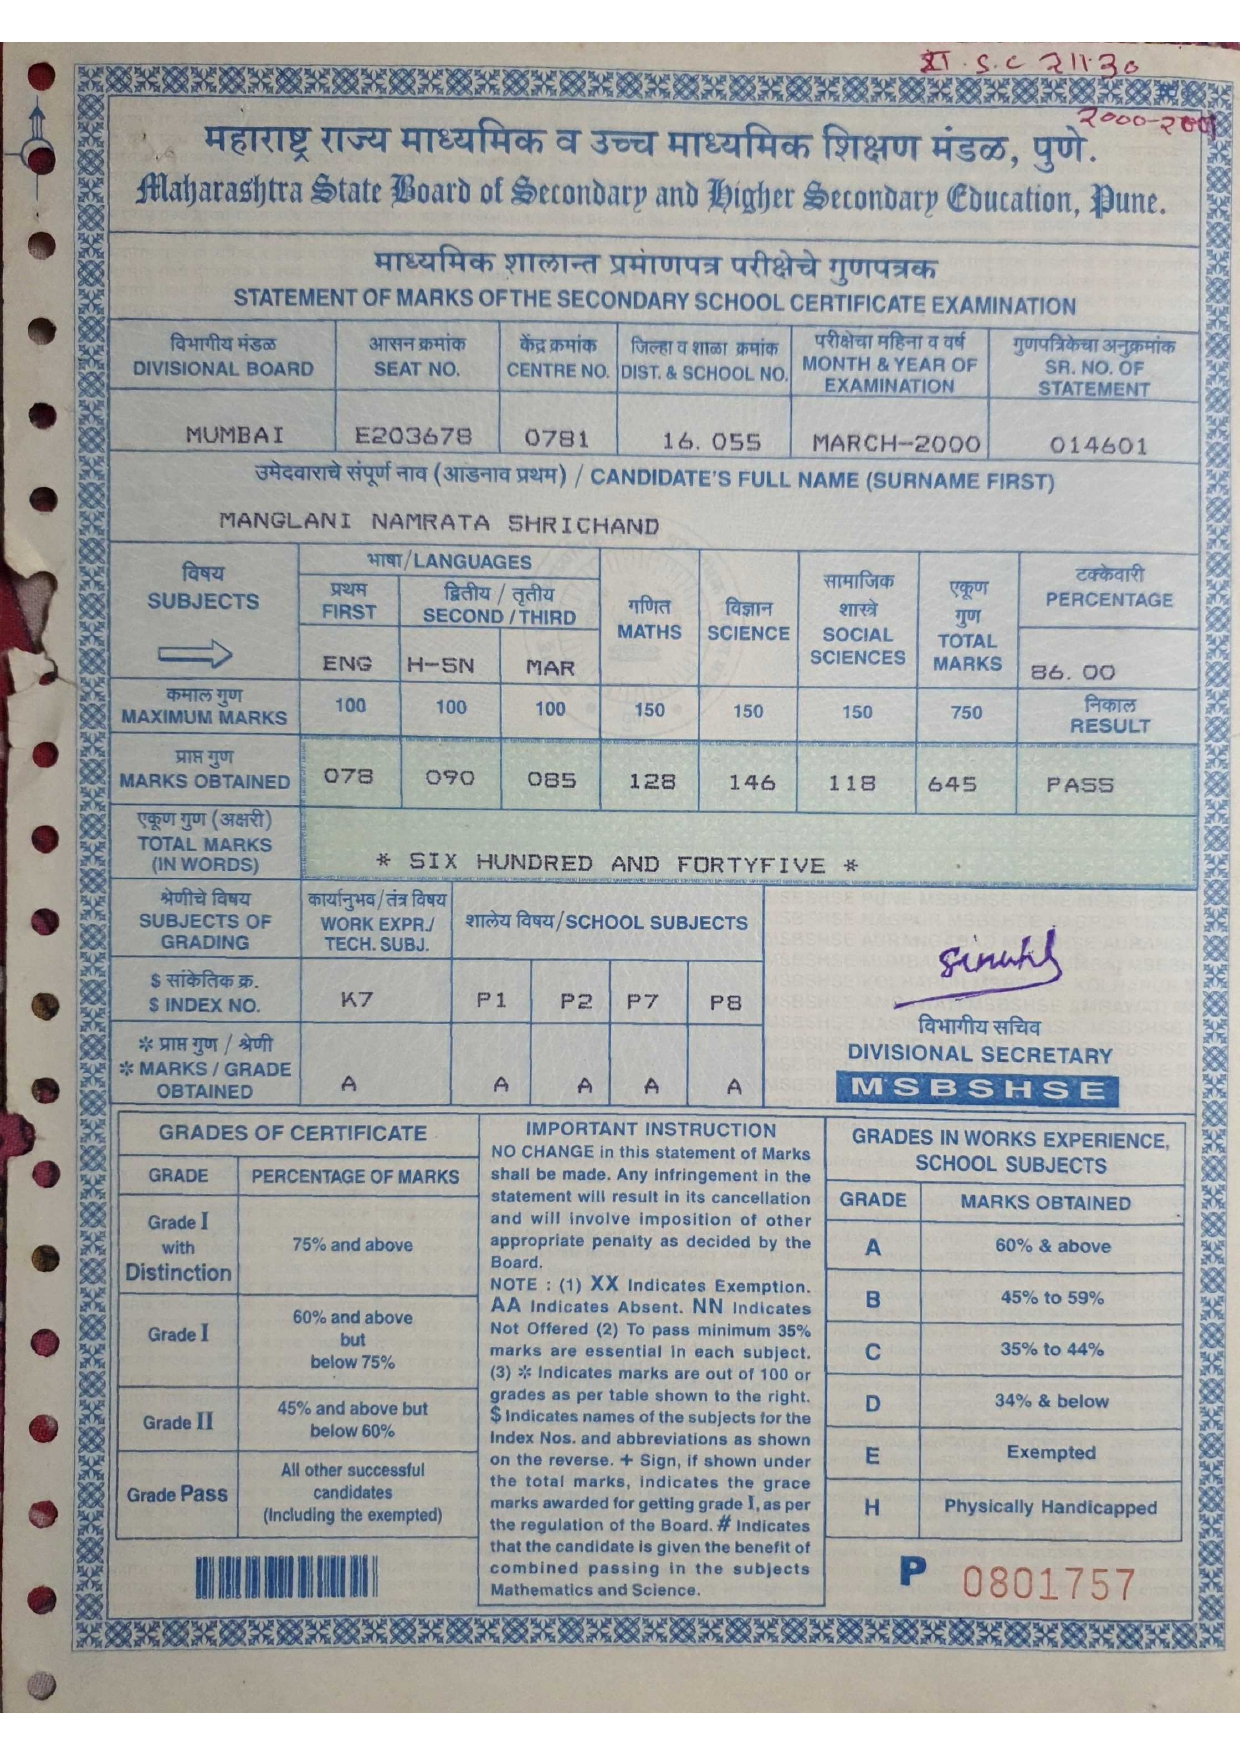 XI. S.C 211.30
2000-2001
महाराष्ट्र राज्य माध्यमिक व उच्च माध्यमिक शिक्षण मंडळ, पुणे.
Maharashtra State Board of Secondary and Higher Secondary Education, Pune.
माध्यमिक शालान्त प्रमाणपत्र परीक्षेचे गुणपत्रक
STATEMENT OF MARKS OF THE SECONDARY SCHOOL CERTIFICATE EXAMINATION
विभागीय मंडळ
DIVISIONAL BOARD
आसन क्रमांक
SEAT NO.
केंद्र क्रमांक
CENTRE NO.
जिल्हा व शाळा क्रमांक
DIST. & SCHOOL NO.
परीक्षेचा महिना व वर्ष
MONTH & YEAR OF
EXAMINATION
गुणपत्रिकेचा अनुक्रमांक
SR. NO. OF
STATEMENT
MUMBAI E203678 0781 16. 055 MARCH-2000 014601
उमेदवाराचे संपूर्ण नाव (आडनाव प्रथम) / CANDIDATE'S FULL NAME (SURNAME FIRST)
MANGLANI NAMRATA SHRICHAND
विषय
SUBJECTS
भाषा/LANGUAGES
प्रथम
FIRST
द्वितीय / तृतीय
SECOND / THIRD
ENG H-SN MAR
गणित
MATHS
विज्ञान
SCIENCE
सामाजिक
शास्त्रे
SOCIAL
SCIENCES
एकूण
गुण
TOTAL
MARKS
टक्केवारी
PERCENTAGE
86. 00
कमाल गुण
MAXIMUM MARKS
100 100 100 150 150 150 750
निकाल
RESULT
प्राप्त गुण
MARKS OBTAINED
078 090 085 128 146 118 645 PASS
एकूण गुण (अक्षरी)
TOTAL MARKS
(IN WORDS)
* SIX HUNDRED AND FORTYFIVE *
श्रेणीचे विषय
SUBJECTS OF
GRADING
कार्यानुभव/तंत्र विषय
WORK EXPR./
TECH. SUBJ.
शालेय विषय/SCHOOL SUBJECTS
$ सांकेतिक क्र.
$ INDEX NO.
K7 P1 P2 P7 P8
* प्राप्त गुण / श्रेणी
* MARKS / GRADE
OBTAINED
A A A A A
विभागीय सचिव
DIVISIONAL SECRETARY
MSBSHSE
GRADES OF CERTIFICATE
GRADE PERCENTAGE OF MARKS
Grade I
with
Distinction
75% and above
Grade I
60% and above
but
below 75%
Grade II
45% and above but
below 60%
Grade Pass
All other successful
candidates
(Including the exempted)
IMPORTANT INSTRUCTION
NO CHANGE in this statement of Marks
shall be made. Any infringement in the
statement will result in its cancellation
and will involve imposition of other
appropriate penalty as decided by the
Board.
NOTE : (1) XX Indicates Exemption.
AA Indicates Absent. NN Indicates
Not Offered (2) To pass minimum 35%
marks are essential in each subject.
(3) * Indicates marks are out of 100 or
grades as per table shown to the right.
$ Indicates names of the subjects for the
Index Nos. and abbreviations as shown
on the reverse. + Sign, if shown under
the total marks, indicates the grace
marks awarded for getting grade I, as per
the regulation of the Board. # Indicates
that the candidate is given the benefit of
combined passing in the subjects
Mathematics and Science.
GRADES IN WORKS EXPERIENCE,
SCHOOL SUBJECTS
GRADE MARKS OBTAINED
A 60% & above
B 45% to 59%
C 35% to 44%
D 34% & below
E Exempted
H Physically Handicapped
P 0801757